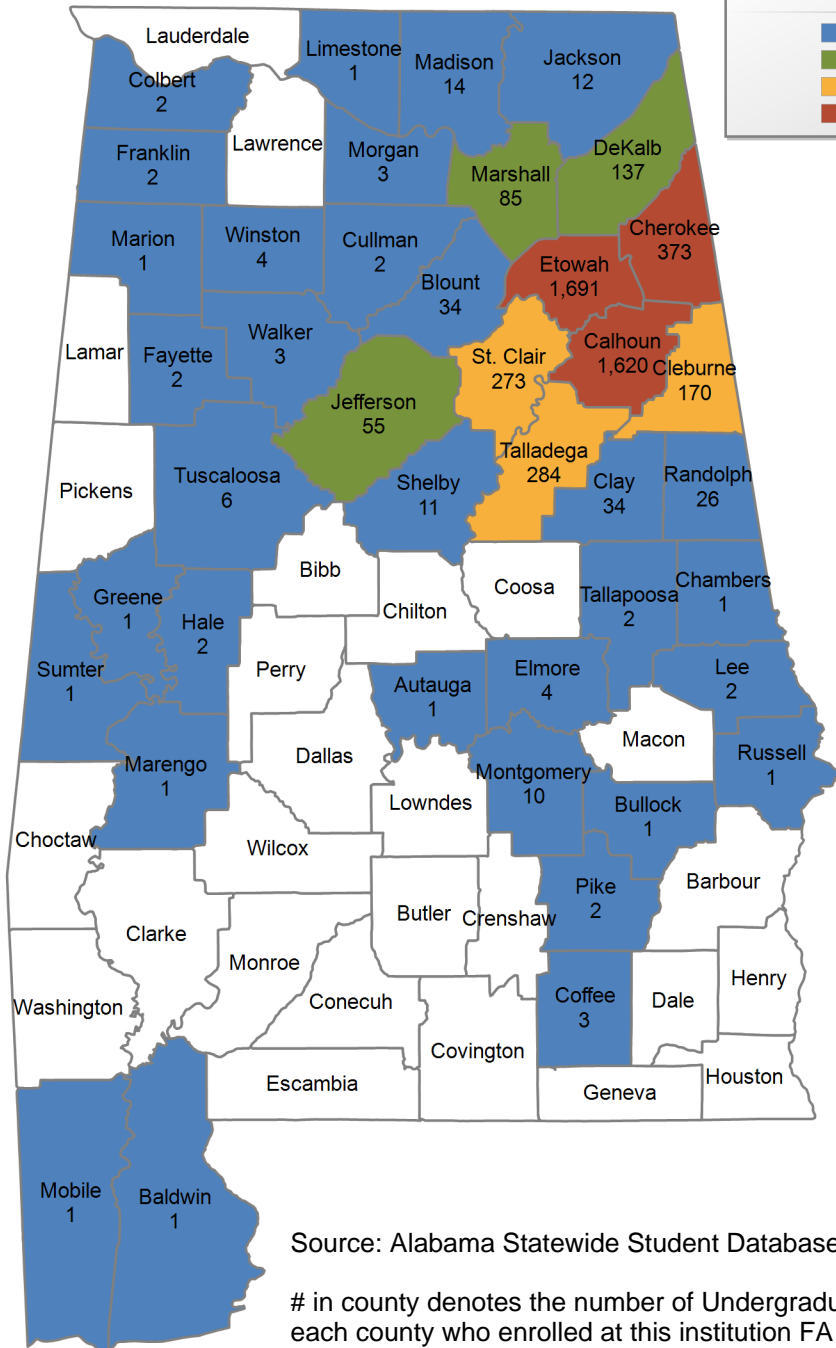 Lauderdale
Limestone
1
Madison
14
Jackson
12
Colbert
2
Lawrence
Franklin
2
Morgan
3
Marshall
85
DeKalb
137
Cherokee
373
Marion
1
Winston
4
Cullman
2
Blount
34
Etowah
1,691
Lamar
Fayette
2
Walker
3
St. Clair
273
Calhoun
1,620
Cleburne
170
Jefferson
55
Talladega
284
Pickens
Tuscaloosa
6
Shelby
11
Clay
34
Randolph
26
Bibb
Chilton
Coosa
Tallapoosa
2
Chambers
1
Greene
1
Hale
2
Sumter
1
Perry
Autauga
1
Elmore
4
Lee
2
Marengo
1
Dallas
Macon
Russell
1
Lowndes
Montgomery
10
Bullock
1
Choctaw
Wilcox
Pike
2
Barbour
Clarke
Butler
Crenshaw
Monroe
Washington
Conecuh
Coffee
3
Dale
Henry
Covington
Escambia
Geneva
Houston
Mobile
1
Baldwin
1
Source: Alabama Statewide Student Database
# in county denotes the number of Undergradu
each county who enrolled at this institution FA